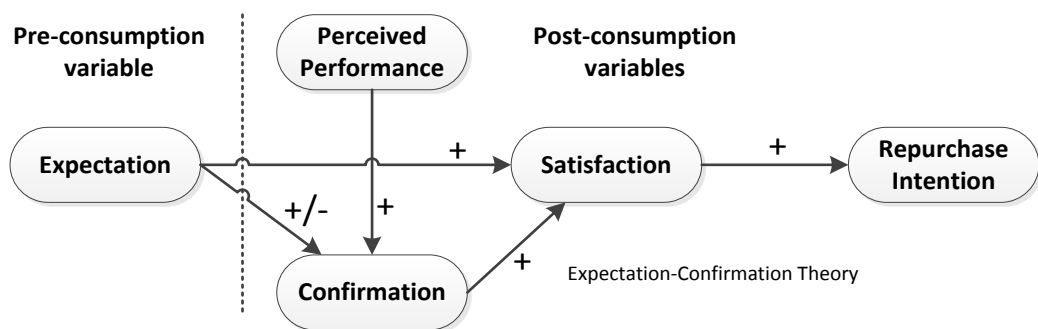 Pre-consumption
variable
Perceived
Performance
Post-consumption
variables
Expectation
+
Satisfaction
+
Repurchase
Intention
+/-
+
+
Confirmation
Expectation-Confirmation Theory